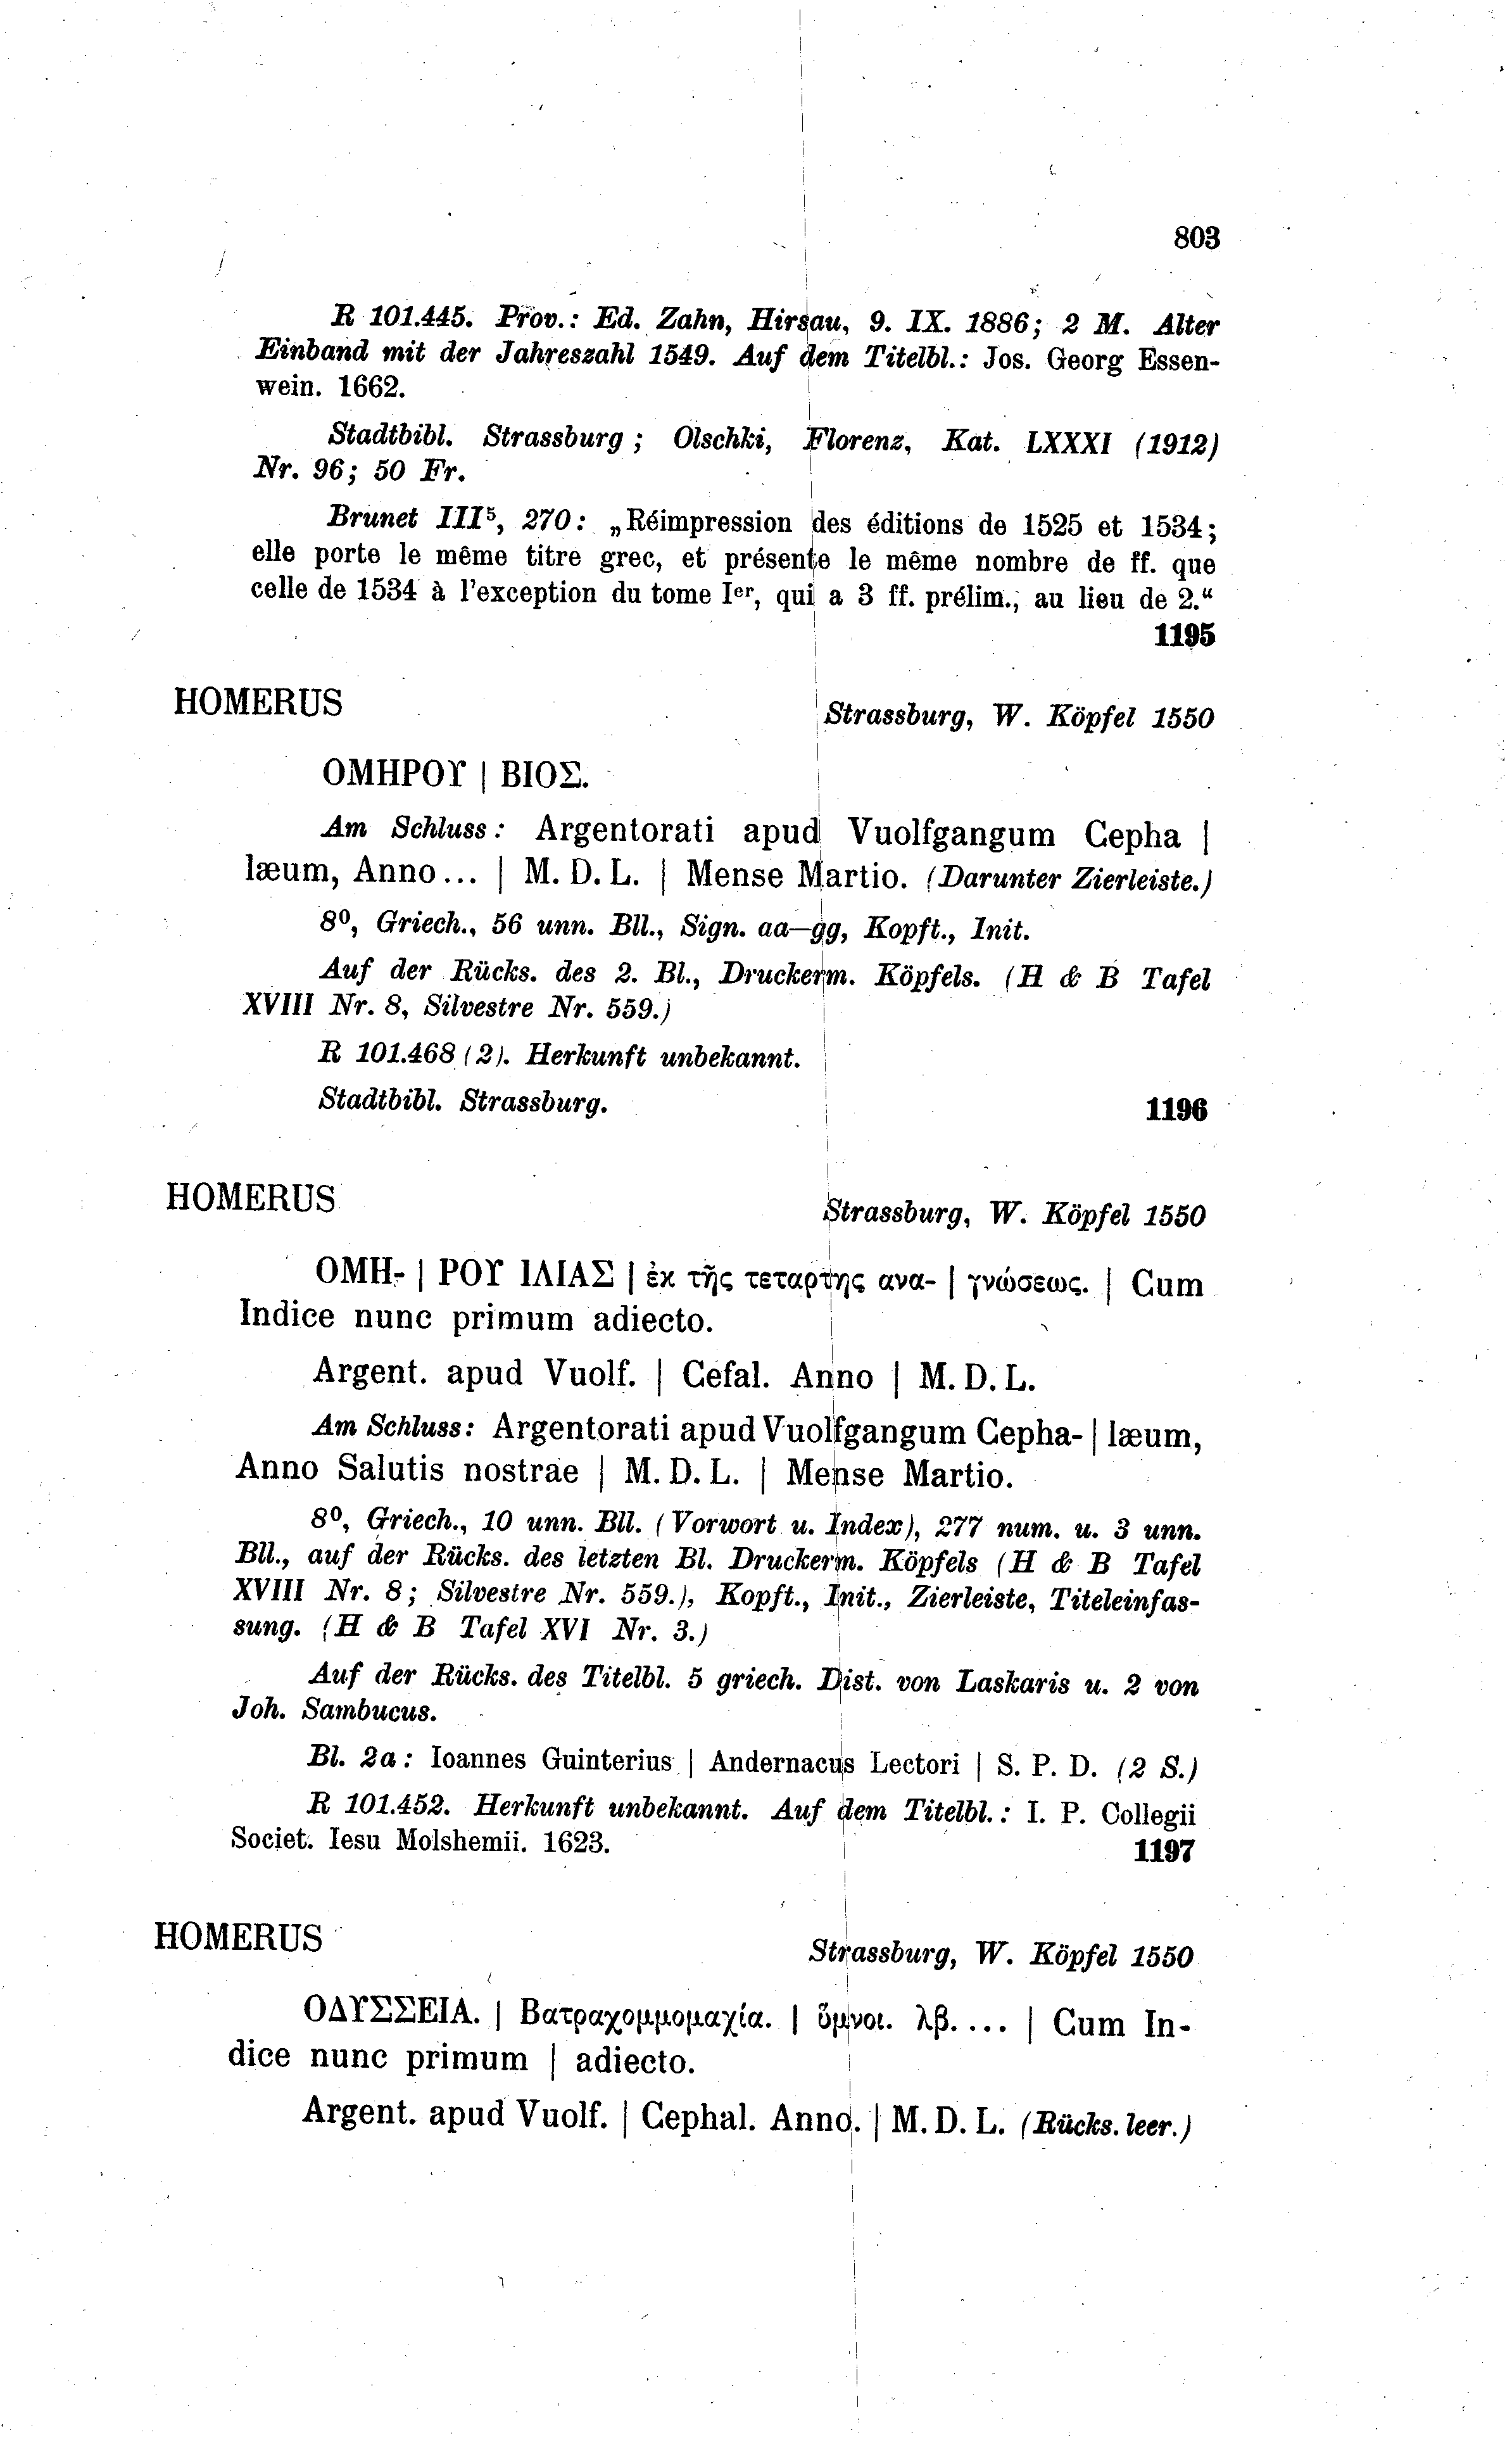 803
R 101.445. Prov.: Ed. Zahn, Hirsau, 9. IX. 1886; 2 M. Alter
Einband mit der Jahreszahl 1549. Auf dem Titelbl.: Jos. Georg Essen-
wein. 1662.
Stadtbibl. Strassburg; Olschki, Florenz, Kat. LXXXI (1912)
Nr. 96; 50 Fr.
Brunet III⁵, 270: „Réimpression des éditions de 1525 et 1534;
elle porte le même titre grec, et présente le même nombre de ff. que
celle de 1534 à l'exception du tome Iᵉʳ, qui a 3 ff. prélim., au lieu de 2.“
1195
HOMERUS
Strassburg, W. Köpfel 1550
ΟΜΗΡΟΥ | ΒΙΟΣ.
Am Schluss: Argentorati apud Vuolfgangum Cepha |
læum, Anno... | M. D. L. | Mense Martio. (Darunter Zierleiste.)
8⁰, Griech., 56 unn. Bll., Sign. aa—gg, Kopft., Init.
Auf der Rücks. des 2. Bl., Druckerm. Köpfels. (H & B Tafel
XVIII Nr. 8, Silvestre Nr. 559.)
R 101.468 (2). Herkunft unbekannt.
Stadtbibl. Strassburg. 1196
HOMERUS
Strassburg, W. Köpfel 1550
ΟΜΗ- | ΡΟΥ ΙΛΙΑΣ | ἐκ τῆς τεταρτης ανα- | γνώσεως. | Cum
Indice nunc primum adiecto.
Argent. apud Vuolf. | Cefal. Anno | M. D. L.
Am Schluss: Argentorati apud Vuolfgangum Cepha- | læum,
Anno Salutis nostrae | M. D. L. | Mense Martio.
8⁰, Griech., 10 unn. Bll. (Vorwort u. Index), 277 num. u. 3 unn.
Bll., auf der Rücks. des letzten Bl. Druckerm. Köpfels (H & B Tafel
XVIII Nr. 8; Silvestre Nr. 559.), Kopft., Init., Zierleiste, Titeleinfas-
sung. (H & B Tafel XVI Nr. 3.)
Auf der Rücks. des Titelbl. 5 griech. Dist. von Laskaris u. 2 von
Joh. Sambucus.
Bl. 2a: Ioannes Guinterius | Andernacus Lectori | S. P. D. (2 S.)
R 101.452. Herkunft unbekannt. Auf dem Titelbl.: I. P. Collegii
Societ. Iesu Molshemii. 1623. 1197
HOMERUS
Strassburg, W. Köpfel 1550
ΟΔΥΣΣΕΙΑ. | Βατραχομμομαχία. | ὕμνοι. λβ. ... | Cum In-
dice nunc primum | adiecto.
Argent. apud Vuolf. | Cephal. Anno. | M. D. L. (Rücks. leer.)